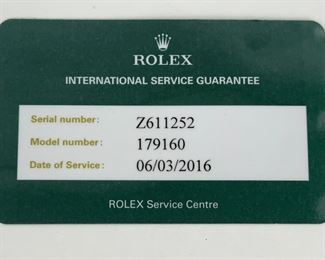 ROLEX
INTERNATIONAL SERVICE GUARANTEE
Serial number: Z611252
Model number: 179160
Date of Service: 06/03/2016
ROLEX Service Centre